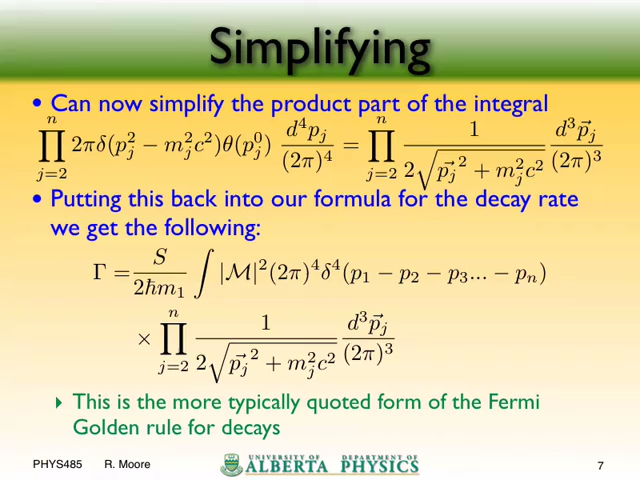 Simplifying
• Can now simplify the product part of the integral
∏_{j=2}^{n} 2πδ(p_j^2 − m_j^2c^2)θ(p_j^0) d^4p_j/(2π)^4 = ∏_{j=2}^{n} 1/(2√(p⃗_j^2 + m_j^2c^2)) d^3p⃗_j/(2π)^3
• Putting this back into our formula for the decay rate
we get the following:
Γ = S/(2ℏm_1) ∫ |ℳ|^2(2π)^4δ^4(p_1 − p_2 − p_3... − p_n)
× ∏_{j=2}^{n} 1/(2√(p⃗_j^2 + m_j^2c^2)) d^3p⃗_j/(2π)^3
‣ This is the more typically quoted form of the Fermi
Golden rule for decays
PHYS485 R. Moore UNIVERSITY OF ALBERTA DEPARTMENT OF PHYSICS 7